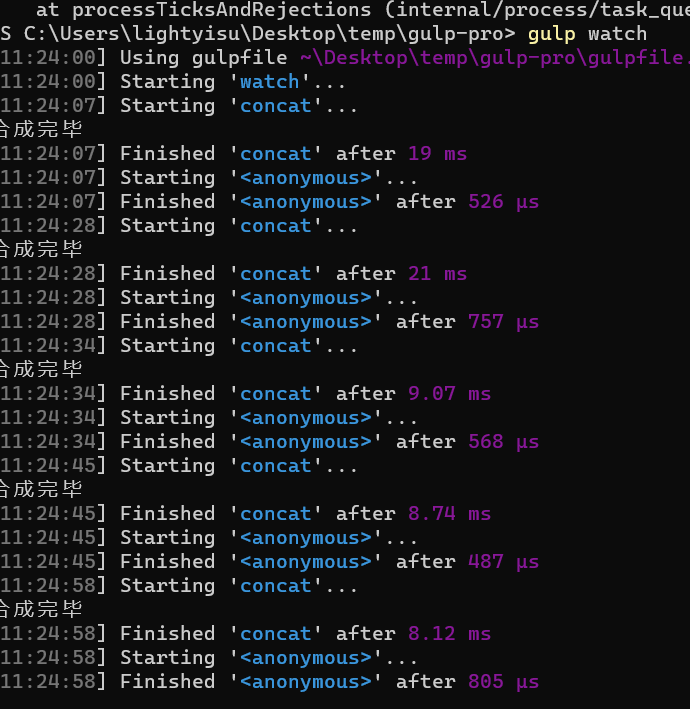 at processTicksAndRejections (internal/process/task_que
S C:\Users\lightyisu\Desktop\temp\gulp-pro> gulp watch
11:24:00] Using gulpfile ~\Desktop\temp\gulp-pro\gulpfile.
11:24:00] Starting 'watch'...
11:24:07] Starting 'concat'...
合成完毕
11:24:07] Finished 'concat' after 19 ms
11:24:07] Starting '<anonymous>'...
11:24:07] Finished '<anonymous>' after 526 μs
11:24:28] Starting 'concat'...
合成完毕
11:24:28] Finished 'concat' after 21 ms
11:24:28] Starting '<anonymous>'...
11:24:28] Finished '<anonymous>' after 757 μs
11:24:34] Starting 'concat'...
合成完毕
11:24:34] Finished 'concat' after 9.07 ms
11:24:34] Starting '<anonymous>'...
11:24:34] Finished '<anonymous>' after 568 μs
11:24:45] Starting 'concat'...
合成完毕
11:24:45] Finished 'concat' after 8.74 ms
11:24:45] Starting '<anonymous>'...
11:24:45] Finished '<anonymous>' after 487 μs
11:24:58] Starting 'concat'...
合成完毕
11:24:58] Finished 'concat' after 8.12 ms
11:24:58] Starting '<anonymous>'...
11:24:58] Finished '<anonymous>' after 805 μs